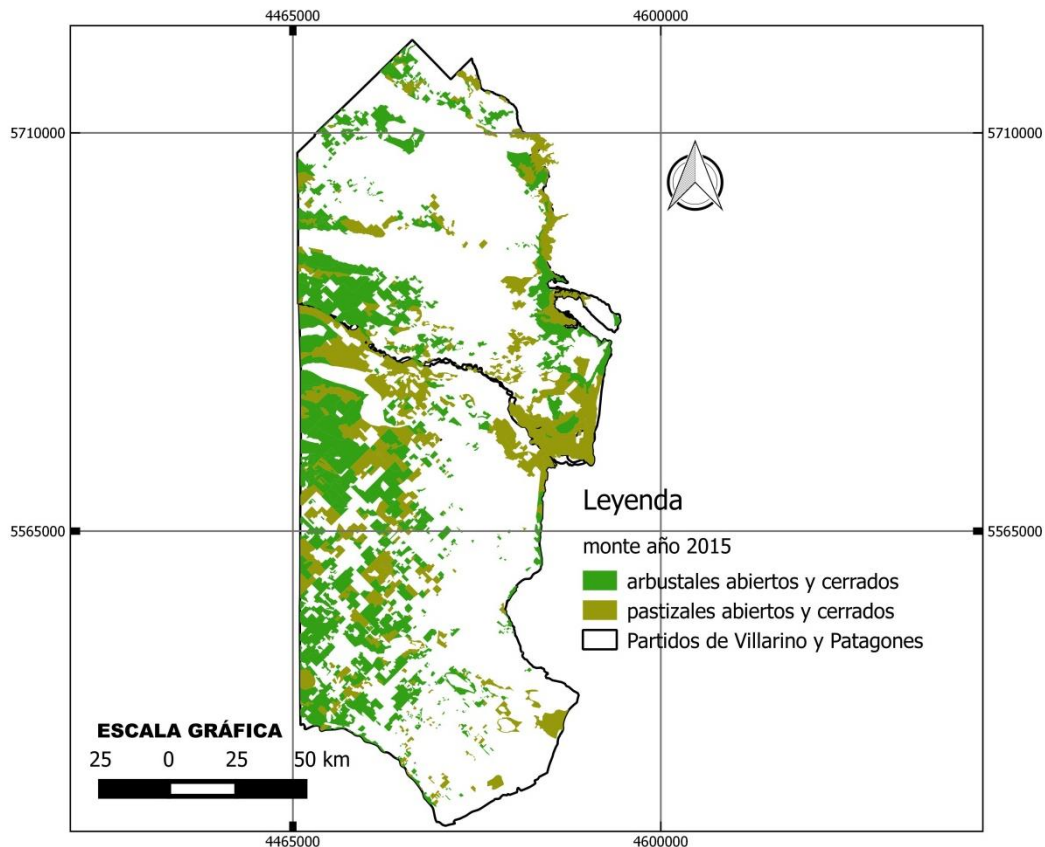 4465000 4600000
5710000 5710000
Leyenda
5565000 5565000
monte año 2015
arbustales abiertos y cerrados
pastizales abiertos y cerrados
Partidos de Villarino y Patagones
ESCALA GRÁFICA
25 0 25 50 km
4465000 4600000